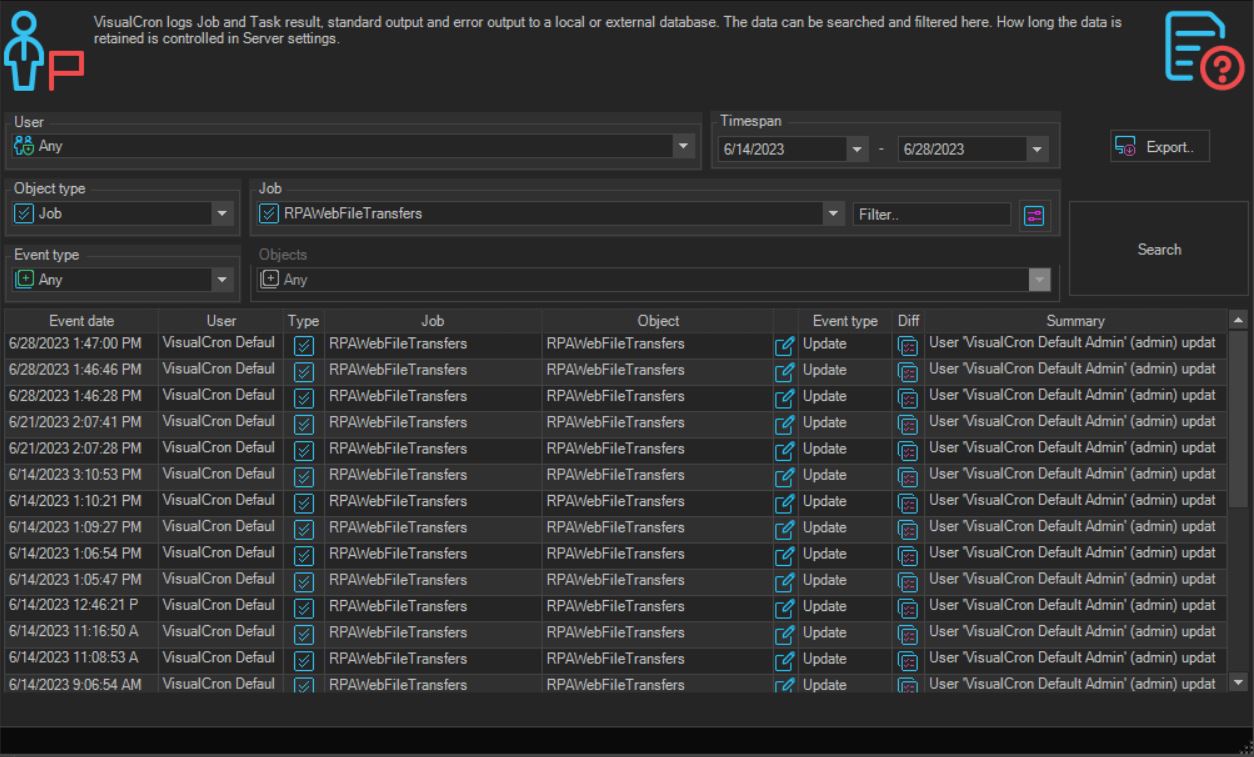 VisualCron logs Job and Task result, standard output and error output to a local or external database. The data can be searched and filtered here. How long the data is
retained is controlled in Server settings.
User
Any
Timespan
6/14/2023 - 6/28/2023
Export..
Object type
Job
Job
RPAWebFileTransfers
Filter..
Search
Event type
Any
Objects
Any
Event date User Type Job Object Event type Diff Summary
6/28/2023 1:47:00 PM VisualCron Defaul RPAWebFileTransfers RPAWebFileTransfers Update User 'VisualCron Default Admin' (admin) updat
6/28/2023 1:46:46 PM VisualCron Defaul RPAWebFileTransfers RPAWebFileTransfers Update User 'VisualCron Default Admin' (admin) updat
6/28/2023 1:46:28 PM VisualCron Defaul RPAWebFileTransfers RPAWebFileTransfers Update User 'VisualCron Default Admin' (admin) updat
6/21/2023 2:07:41 PM VisualCron Defaul RPAWebFileTransfers RPAWebFileTransfers Update User 'VisualCron Default Admin' (admin) updat
6/21/2023 2:07:28 PM VisualCron Defaul RPAWebFileTransfers RPAWebFileTransfers Update User 'VisualCron Default Admin' (admin) updat
6/14/2023 3:10:53 PM VisualCron Defaul RPAWebFileTransfers RPAWebFileTransfers Update User 'VisualCron Default Admin' (admin) updat
6/14/2023 1:10:21 PM VisualCron Defaul RPAWebFileTransfers RPAWebFileTransfers Update User 'VisualCron Default Admin' (admin) updat
6/14/2023 1:09:27 PM VisualCron Defaul RPAWebFileTransfers RPAWebFileTransfers Update User 'VisualCron Default Admin' (admin) updat
6/14/2023 1:06:54 PM VisualCron Defaul RPAWebFileTransfers RPAWebFileTransfers Update User 'VisualCron Default Admin' (admin) updat
6/14/2023 1:05:47 PM VisualCron Defaul RPAWebFileTransfers RPAWebFileTransfers Update User 'VisualCron Default Admin' (admin) updat
6/14/2023 12:46:21 P VisualCron Defaul RPAWebFileTransfers RPAWebFileTransfers Update User 'VisualCron Default Admin' (admin) updat
6/14/2023 11:16:50 A VisualCron Defaul RPAWebFileTransfers RPAWebFileTransfers Update User 'VisualCron Default Admin' (admin) updat
6/14/2023 11:08:53 A VisualCron Defaul RPAWebFileTransfers RPAWebFileTransfers Update User 'VisualCron Default Admin' (admin) updat
6/14/2023 9:06:54 AM VisualCron Defaul RPAWebFileTransfers RPAWebFileTransfers Update User 'VisualCron Default Admin' (admin) updat